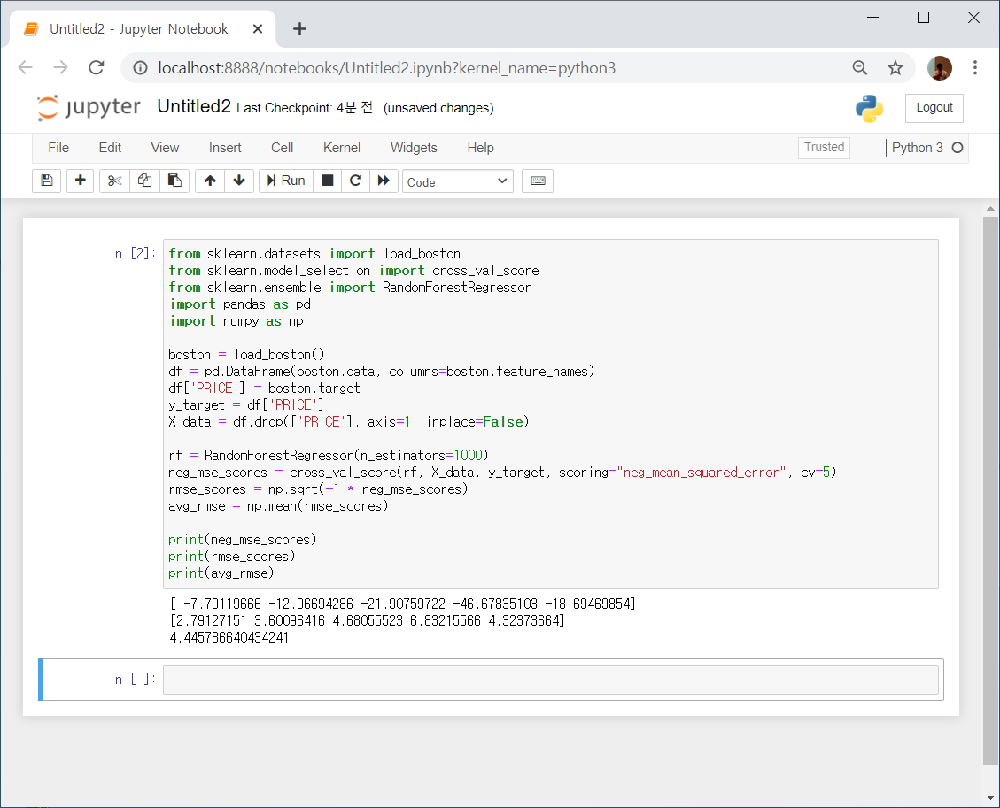 Untitled2 - Jupyter Notebook
localhost:8888/notebooks/Untitled2.ipynb?kernel_name=python3
jupyter Untitled2 Last Checkpoint: 4분 전 (unsaved changes) Logout
File Edit View Insert Cell Kernel Widgets Help Trusted Python 3
Run Code
In [2]: from sklearn.datasets import load_boston
from sklearn.model_selection import cross_val_score
from sklearn.ensemble import RandomForestRegressor
import pandas as pd
import numpy as np
boston = load_boston()
df = pd.DataFrame(boston.data, columns=boston.feature_names)
df['PRICE'] = boston.target
y_target = df['PRICE']
X_data = df.drop(['PRICE'], axis=1, inplace=False)
rf = RandomForestRegressor(n_estimators=1000)
neg_mse_scores = cross_val_score(rf, X_data, y_target, scoring="neg_mean_squared_error", cv=5)
rmse_scores = np.sqrt(-1 * neg_mse_scores)
avg_rmse = np.mean(rmse_scores)
print(neg_mse_scores)
print(rmse_scores)
print(avg_rmse)
[ -7.79119666 -12.96694286 -21.90759722 -46.67835103 -18.69469854]
[2.79127151 3.60096416 4.68055523 6.83215566 4.32373664]
4.445736640434241
In [ ]: